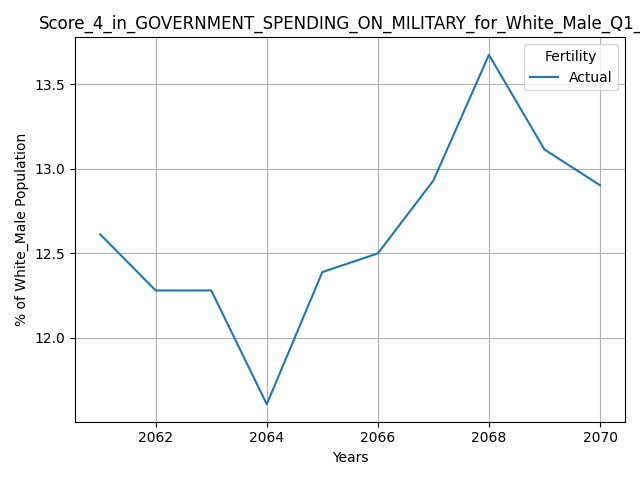 Score_4_in_GOVERNMENT_SPENDING_ON_MILITARY_for_White_Male_Q1_
Fertility
Actual
13.5
13.0
12.5
12.0
% of White_Male Population
2062 2064 2066 2068 2070
Years